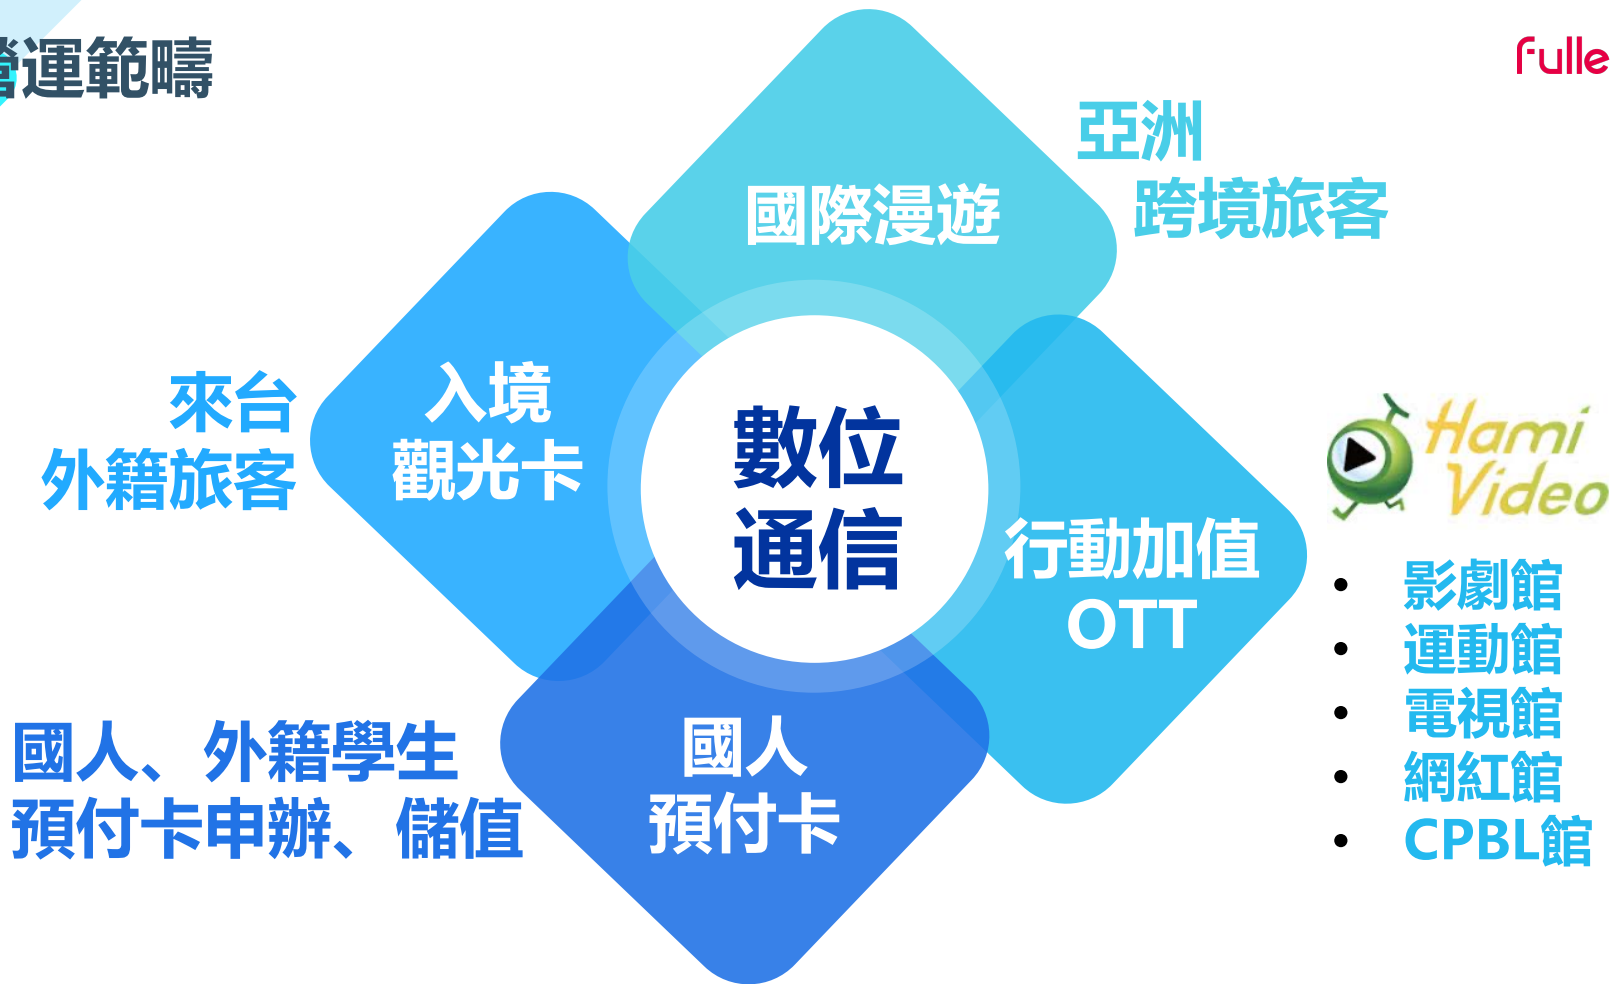 營運範疇
fulle
亞洲
跨境旅客
國際漫遊
來台
外籍旅客
入境
觀光卡
數位
通信
行動加值
OTT
Hami
Video
• 影劇館
• 運動館
• 電視館
• 網紅館
• CPBL館
國人、外籍學生
預付卡申辦、儲值
國人
預付卡